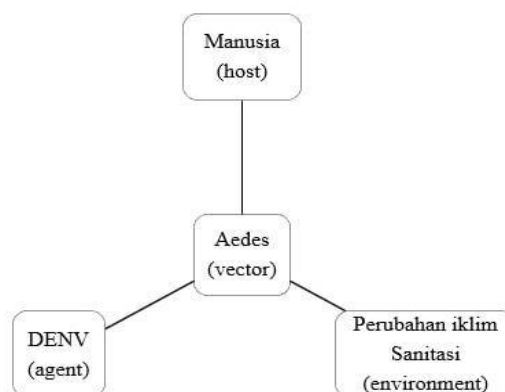 Manusia
(host)
Aedes
(vector)
DENV
(agent)
Perubahan iklim
Sanitasi
(environment)